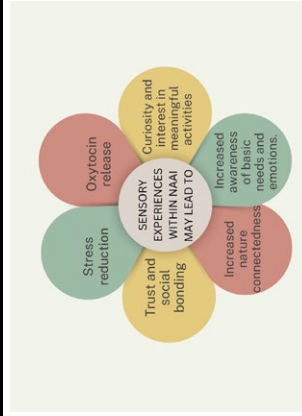 SENSORY
EXPERIENCES
WITHIN NAAI
MAY LEAD TO
Oxytocin
release
Curiosity and
interest in
meaningful
activities
Increased
awareness
of basic
needs and
emotions.
Increased
nature
connectedness
Trust and
social
bonding
Stress
reduction